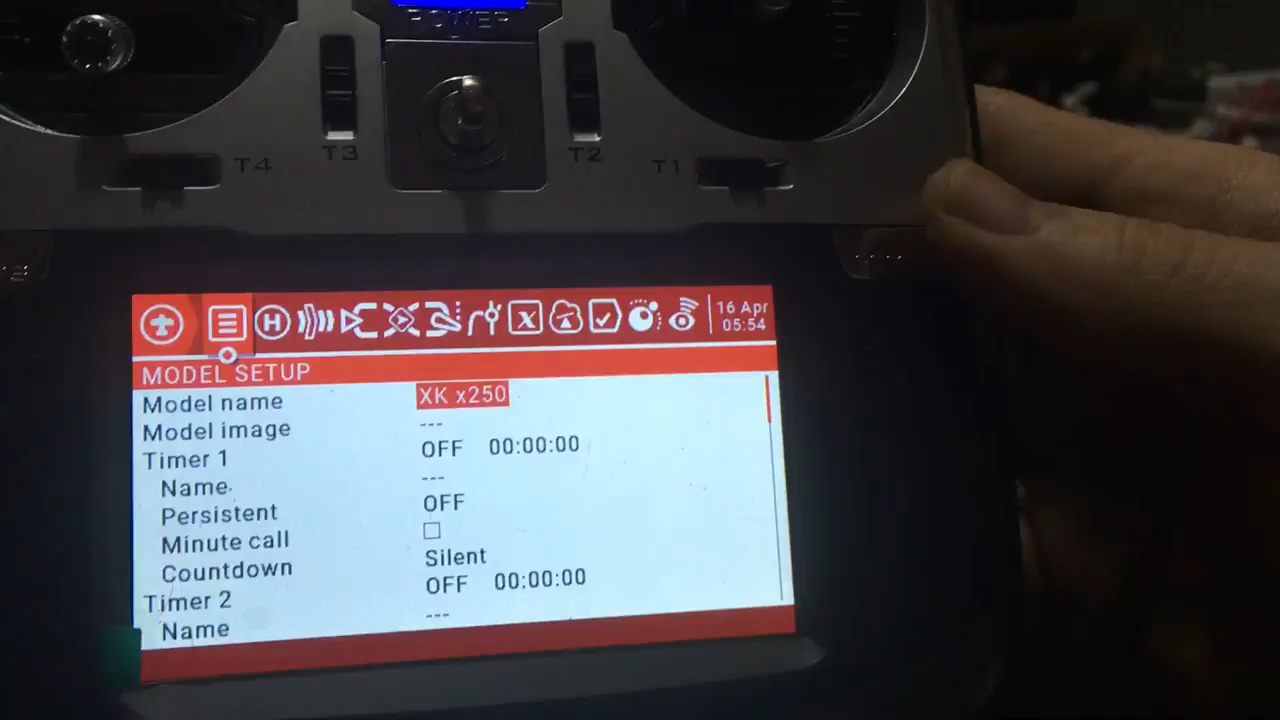 POWER
T4
T3
T2
T1
16 Apr
05:54
MODEL SETUP
Model name XK x250
Model image ---
Timer 1 OFF 00:00:00
Name ---
Persistent OFF
Minute call
Countdown Silent
Timer 2 OFF 00:00:00
Name ---